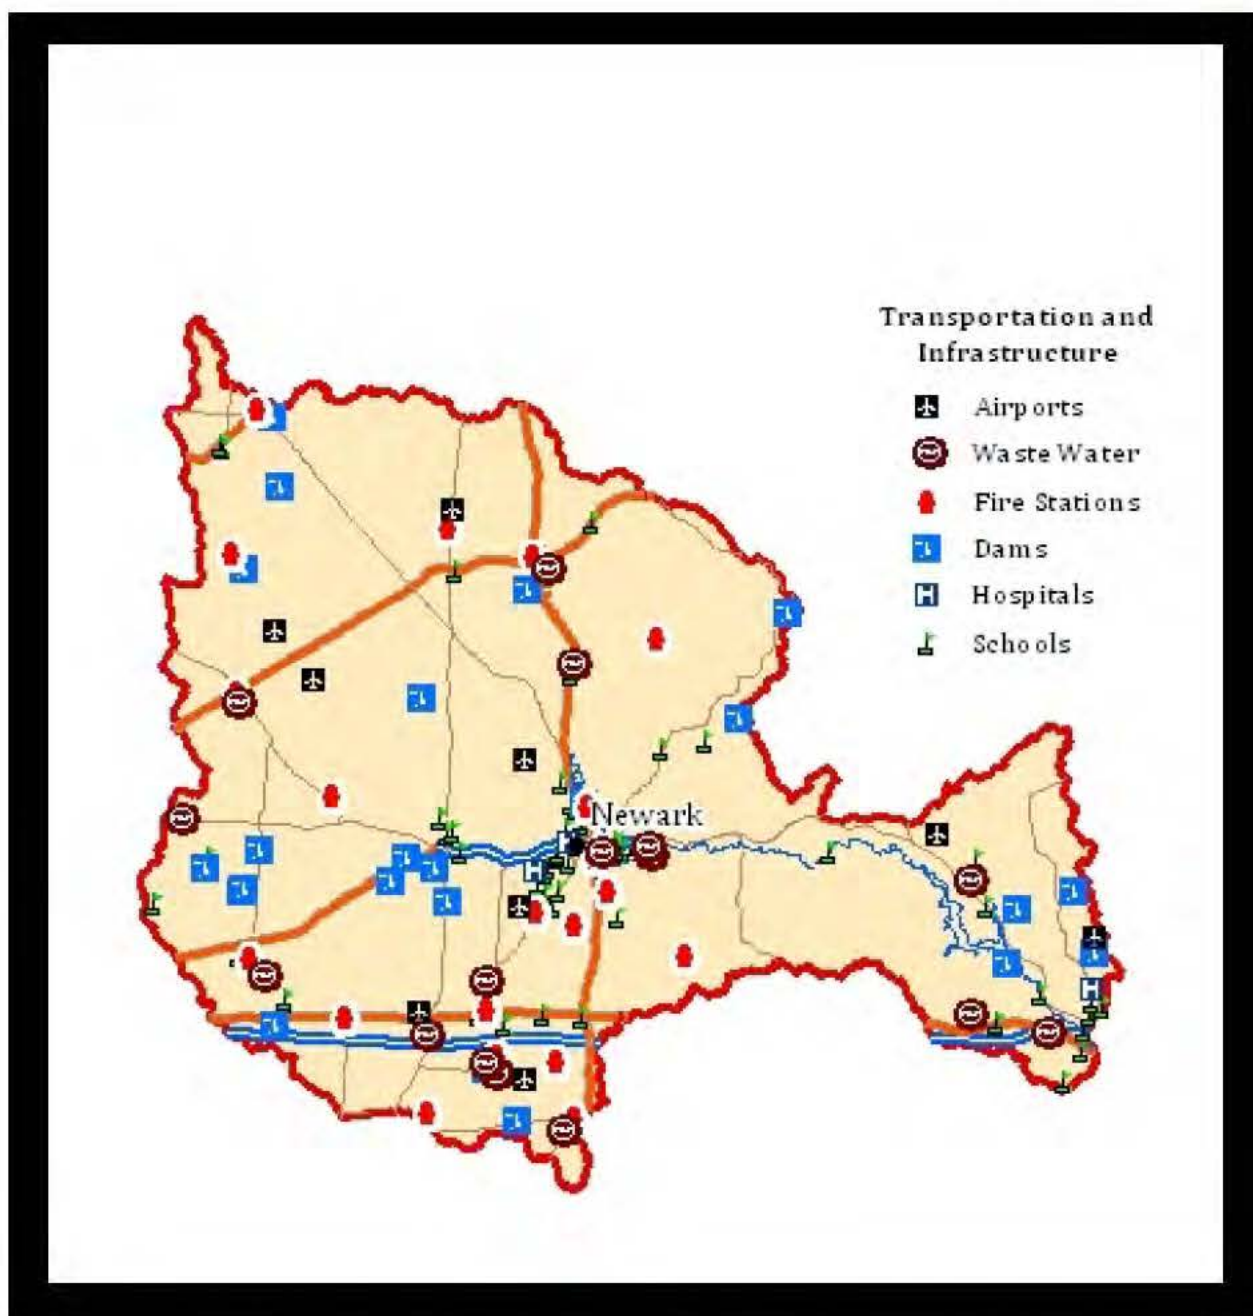 Transportation and
Infrastructure
Airports
Waste Water
Fire Stations
Dams
Hospitals
Schools
Newark